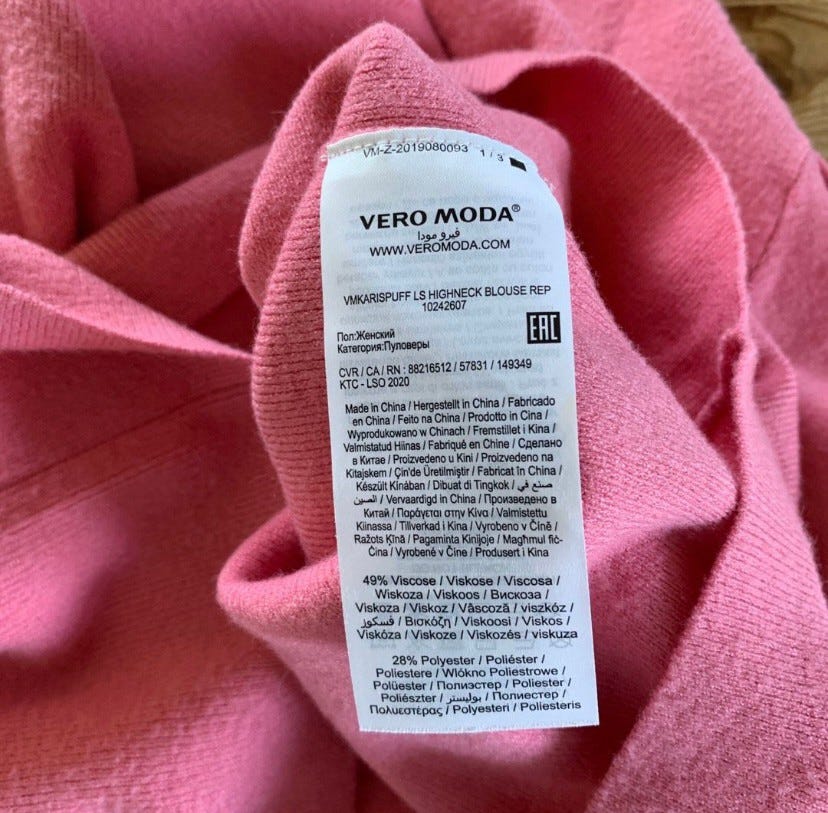 VM-Z-2019080093 1 / 3
VERO MODA®
فيرو مودا
WWW.VEROMODA.COM
VMKARISPUFF LS HIGHNECK BLOUSE REP
10242607
Пол:Женский
Категория:Пуловеры
EAC
CVR / CA / RN : 88216512 / 57831 / 149349
KTC - LSO 2020
Made in China / Hergestellt in China / Fabricado
en China / Feito na China / Prodotto in Cina /
Wyprodukowano w Chinach / Fremstillet i Kina /
Valmistatud Hiinas / Fabriqué en Chine / Сделано
в Китае / Proizvedeno u Kini / Proizvedeno na
Kitajskem / Çin'de Üretilmiştir / Fabricat în China /
Készült Kínában / Dibuat di Tingkok / صنع في
الصين / Vervaardigd in China / Произведено в
Китай / Παράγεται στην Κίνα / Valmistettu
Kiinassa / Tillverkad i Kina / Vyrobeno v Číně /
Ražots Ķīnā / Pagaminta Kinijoje / Maghmul fiċ-
Ċina / Vyrobené v Číne / Produsert i Kina
49% Viscose / Viskose / Viscosa /
Wiskoza / Viskoos / Вискоза /
Viskoza / Viskoz / Vâscoză / viszkóz /
فسكوز / Βισκόζη / Viskoosi / Viskos /
Viskóza / Viskoze / Viskozės / viskuza
28% Polyester / Poliéster /
Poliestere / Włókno Poliestrowe /
Polüester / Полиэстер / Poliester /
Poliészter / بوليستر / Полиестер /
Πολυεστέρας / Polyesteri / Poliesteris